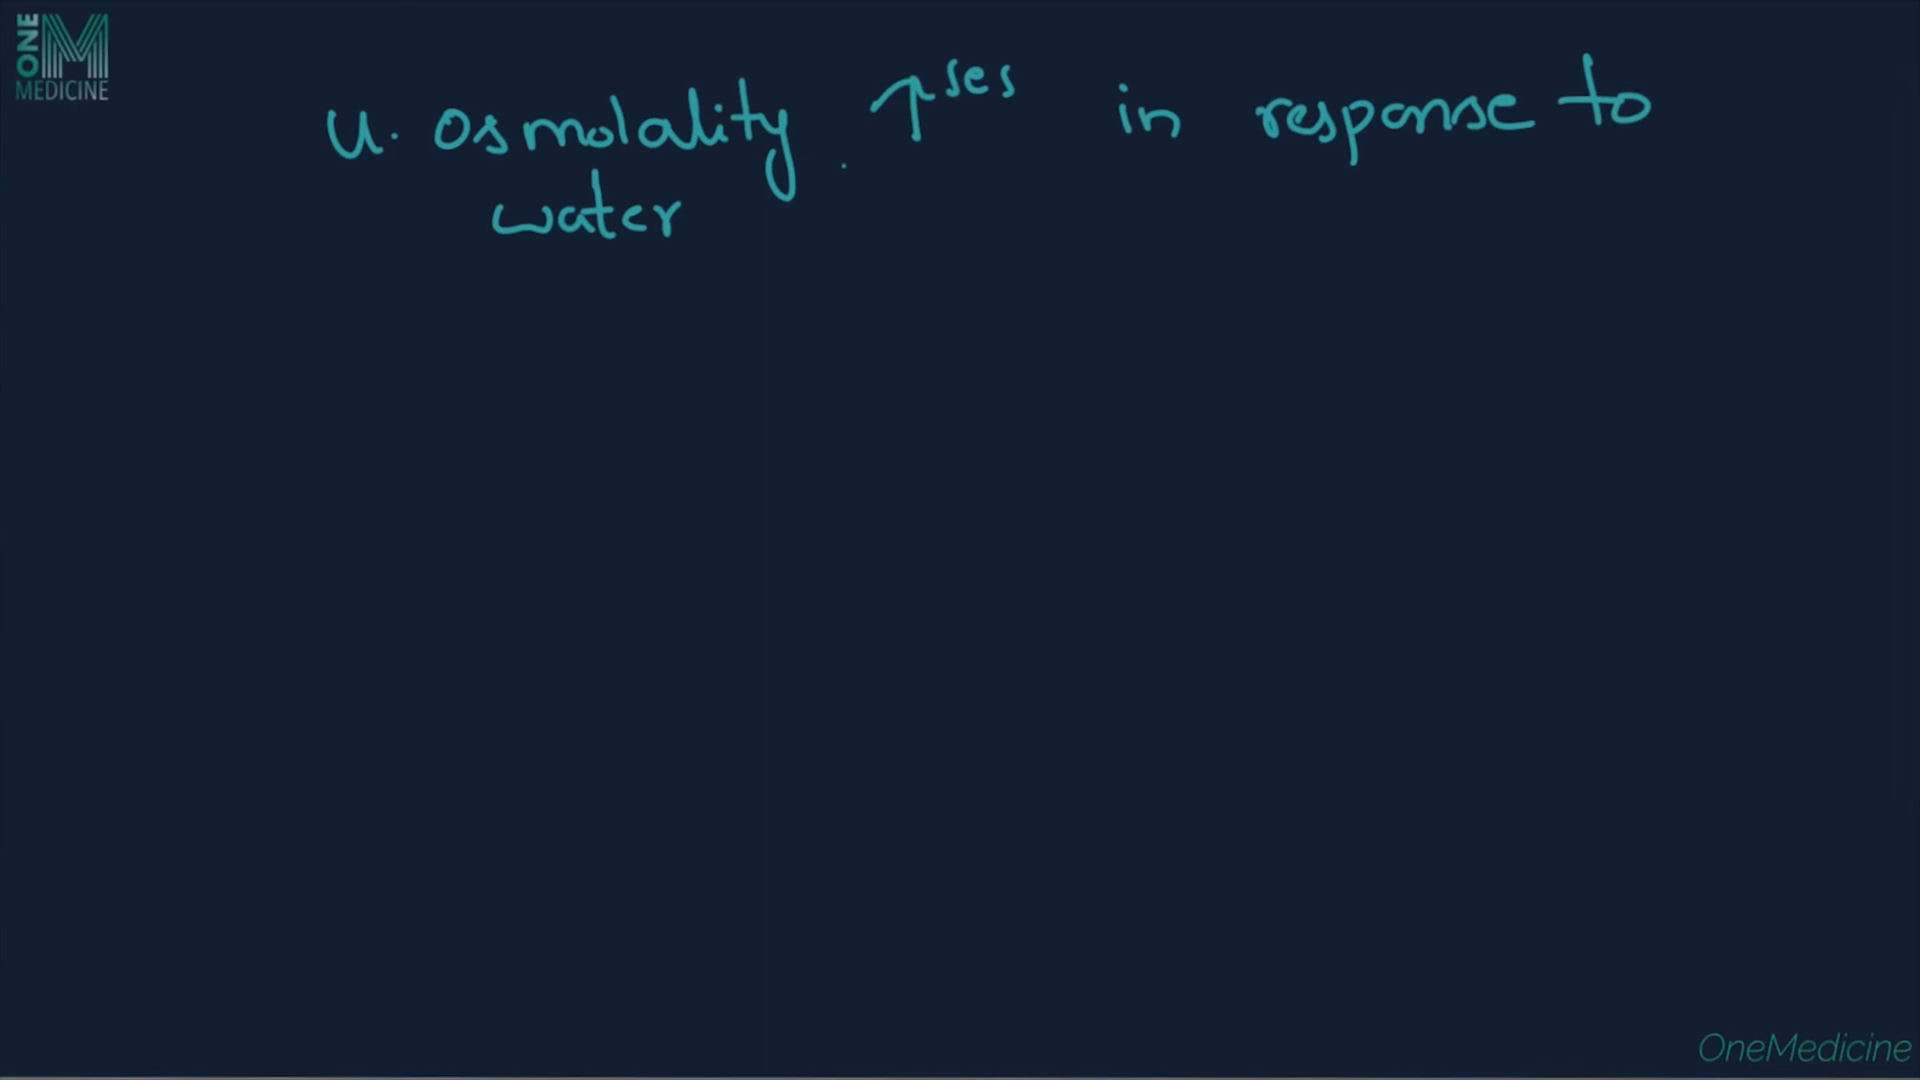 ONE
MEDICINE
u. osmolality ↑ses in response to
water
OneMedicine